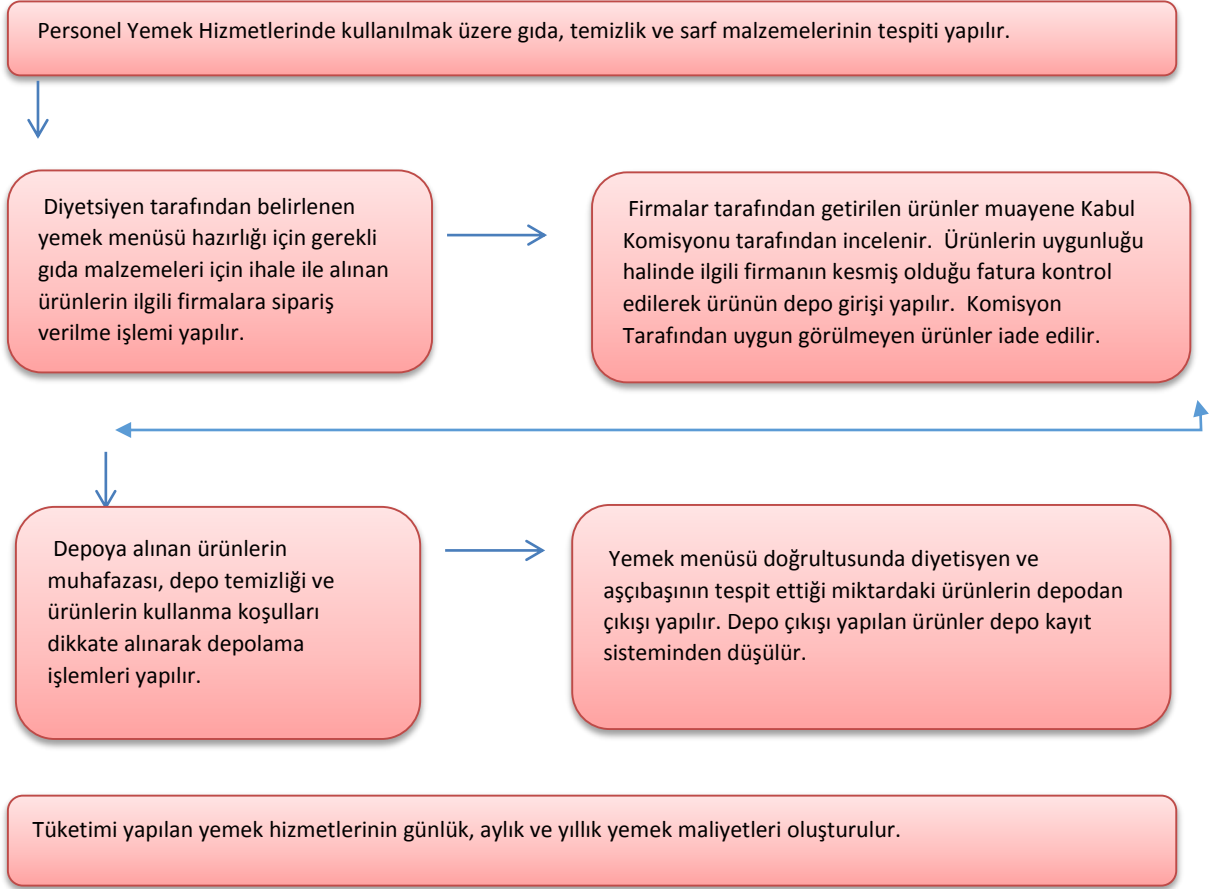 Personel Yemek Hizmetlerinde kullanılmak üzere gıda, temizlik ve sarf malzemelerinin tespiti yapılır.
Diyetsiyen tarafından belirlenen
yemek menüsü hazırlığı için gerekli
gıda malzemeleri için ihale ile alınan
ürünlerin ilgili firmalara sipariş
verilme işlemi yapılır.
Firmalar tarafından getirilen ürünler muayene Kabul
Komisyonu tarafından incelenir. Ürünlerin uygunluğu
halinde ilgili firmanın kesmiş olduğu fatura kontrol
edilerek ürünün depo girişi yapılır. Komisyon
Tarafından uygun görülmeyen ürünler iade edilir.
Depoya alınan ürünlerin
muhafazası, depo temizliği ve
ürünlerin kullanma koşulları
dikkate alınarak depolama
işlemleri yapılır.
Yemek menüsü doğrultusunda diyetisyen ve
aşçıbaşının tespit ettiği miktardaki ürünlerin depodan
çıkışı yapılır. Depo çıkışı yapılan ürünler depo kayıt
sisteminden düşülür.
Tüketimi yapılan yemek hizmetlerinin günlük, aylık ve yıllık yemek maliyetleri oluşturulur.